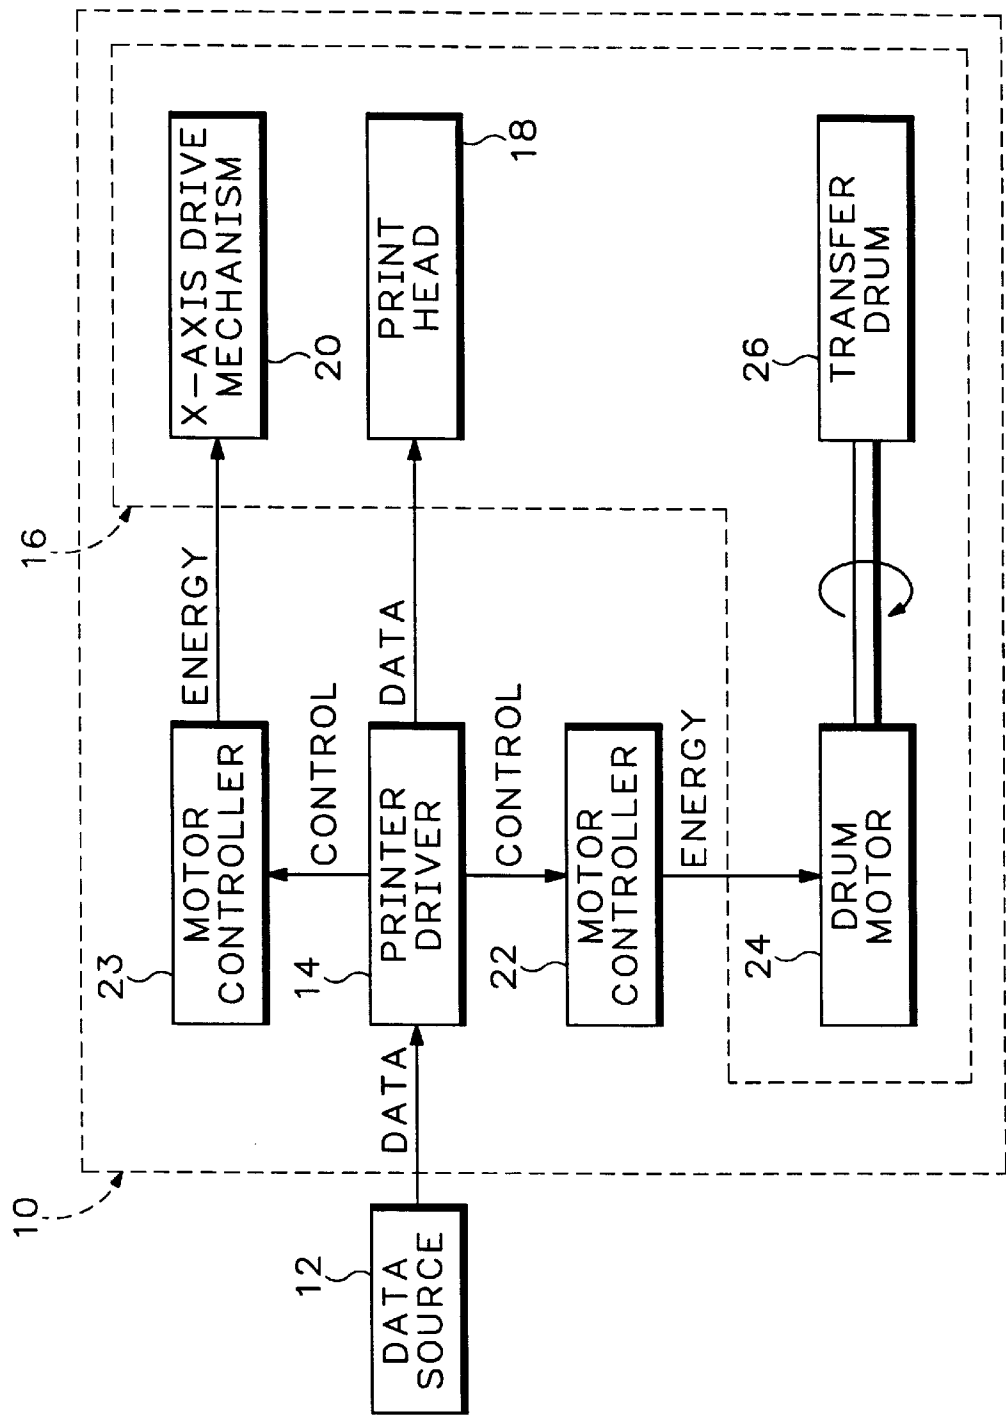 10
16
23
MOTOR
CONTROLLER
ENERGY
X-AXIS DRIVE
MECHANISM
20
CONTROL
12
DATA
SOURCE
DATA
14
PRINTER
DRIVER
DATA
PRINT
HEAD
18
CONTROL
22
MOTOR
CONTROLLER
ENERGY
24
DRUM
MOTOR
26
TRANSFER
DRUM